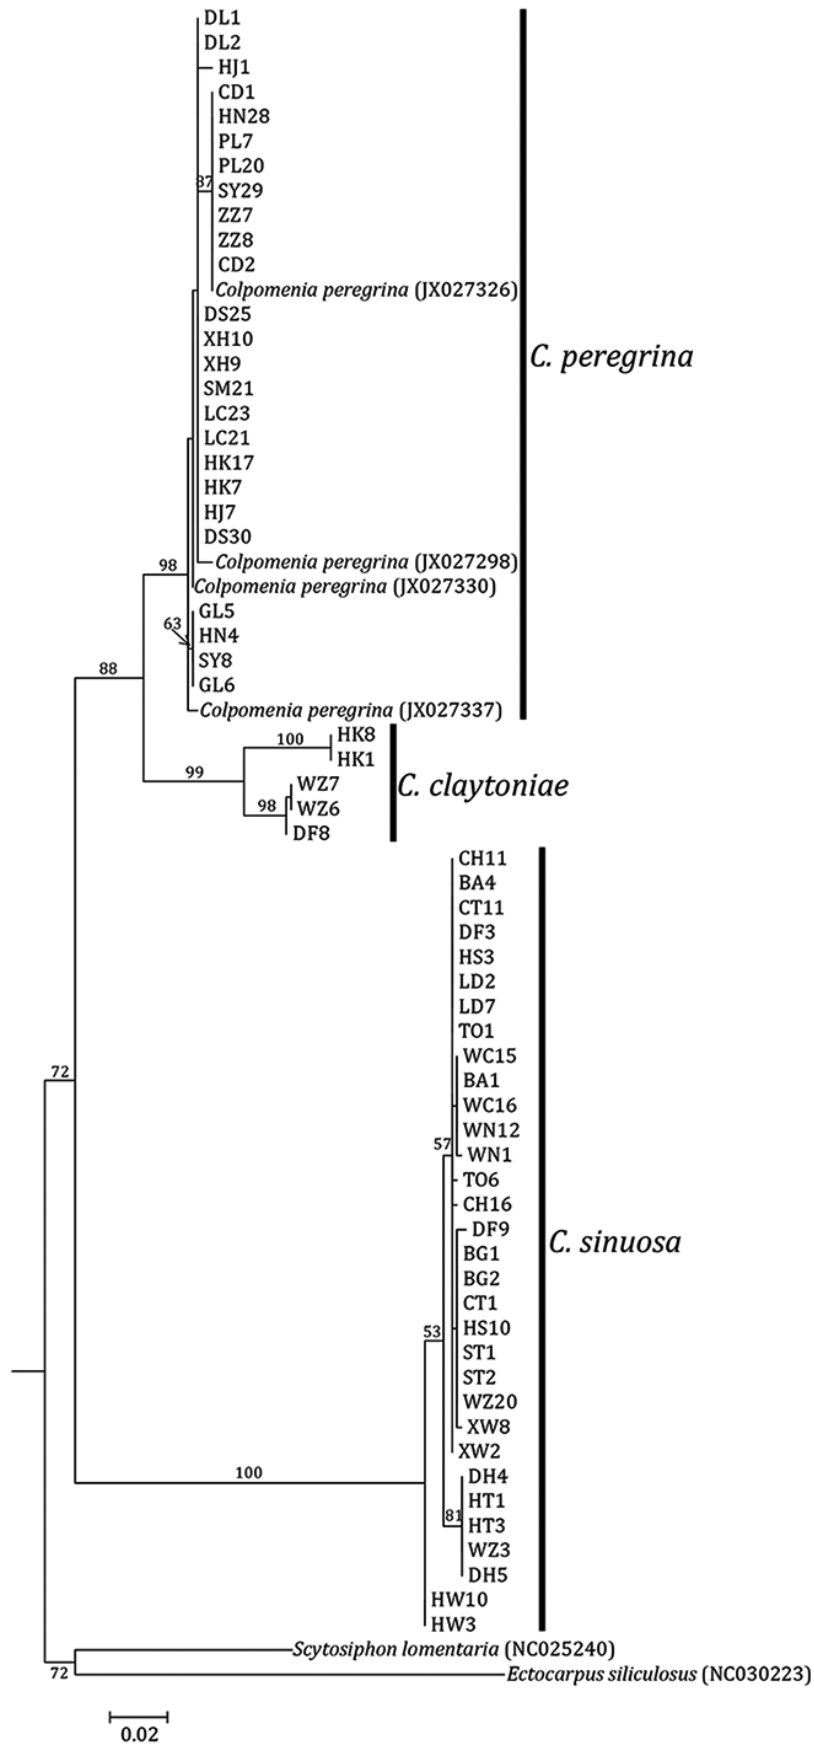 DL1
DL2
HJ1
CD1
HN28
PL7
PL20
87
SY29
ZZ7
ZZ8
CD2
Colpomenia peregrina (JX027326)
DS25
XH10
C. peregrina
XH9
SM21
LC23
LC21
HK17
HK7
HJ7
DS30
Colpomenia peregrina (JX027298)
98
Colpomenia peregrina (JX027330)
GL5
63
HN4
SY8
88
GL6
Colpomenia peregrina (JX027337)
HK8
100
HK1
99
WZ7
C. claytoniae
98
WZ6
DF8
CH11
BA4
CT11
DF3
HS3
LD2
LD7
TO1
WC15
72
BA1
WC16
WN12
57
WN1
TO6
CH16
DF9
C. sinuosa
BG1
BG2
CT1
53
HS10
ST1
ST2
WZ20
XW8
XW2
100
DH4
HT1
81
HT3
WZ3
DH5
HW10
HW3
Scytosiphon lomentaria (NC025240)
72
Ectocarpus siliculosus (NC030223)
0.02